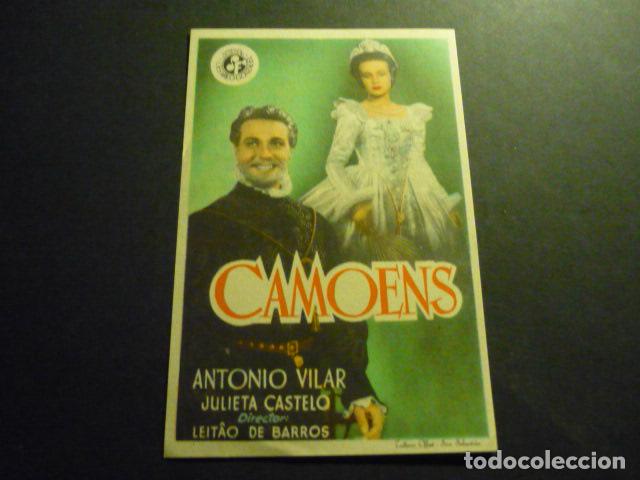 CAMOENS
ANTONIO VILAR
JULIETA CASTELO
Director:
LEITÃO DE BARROS
todocoleccion